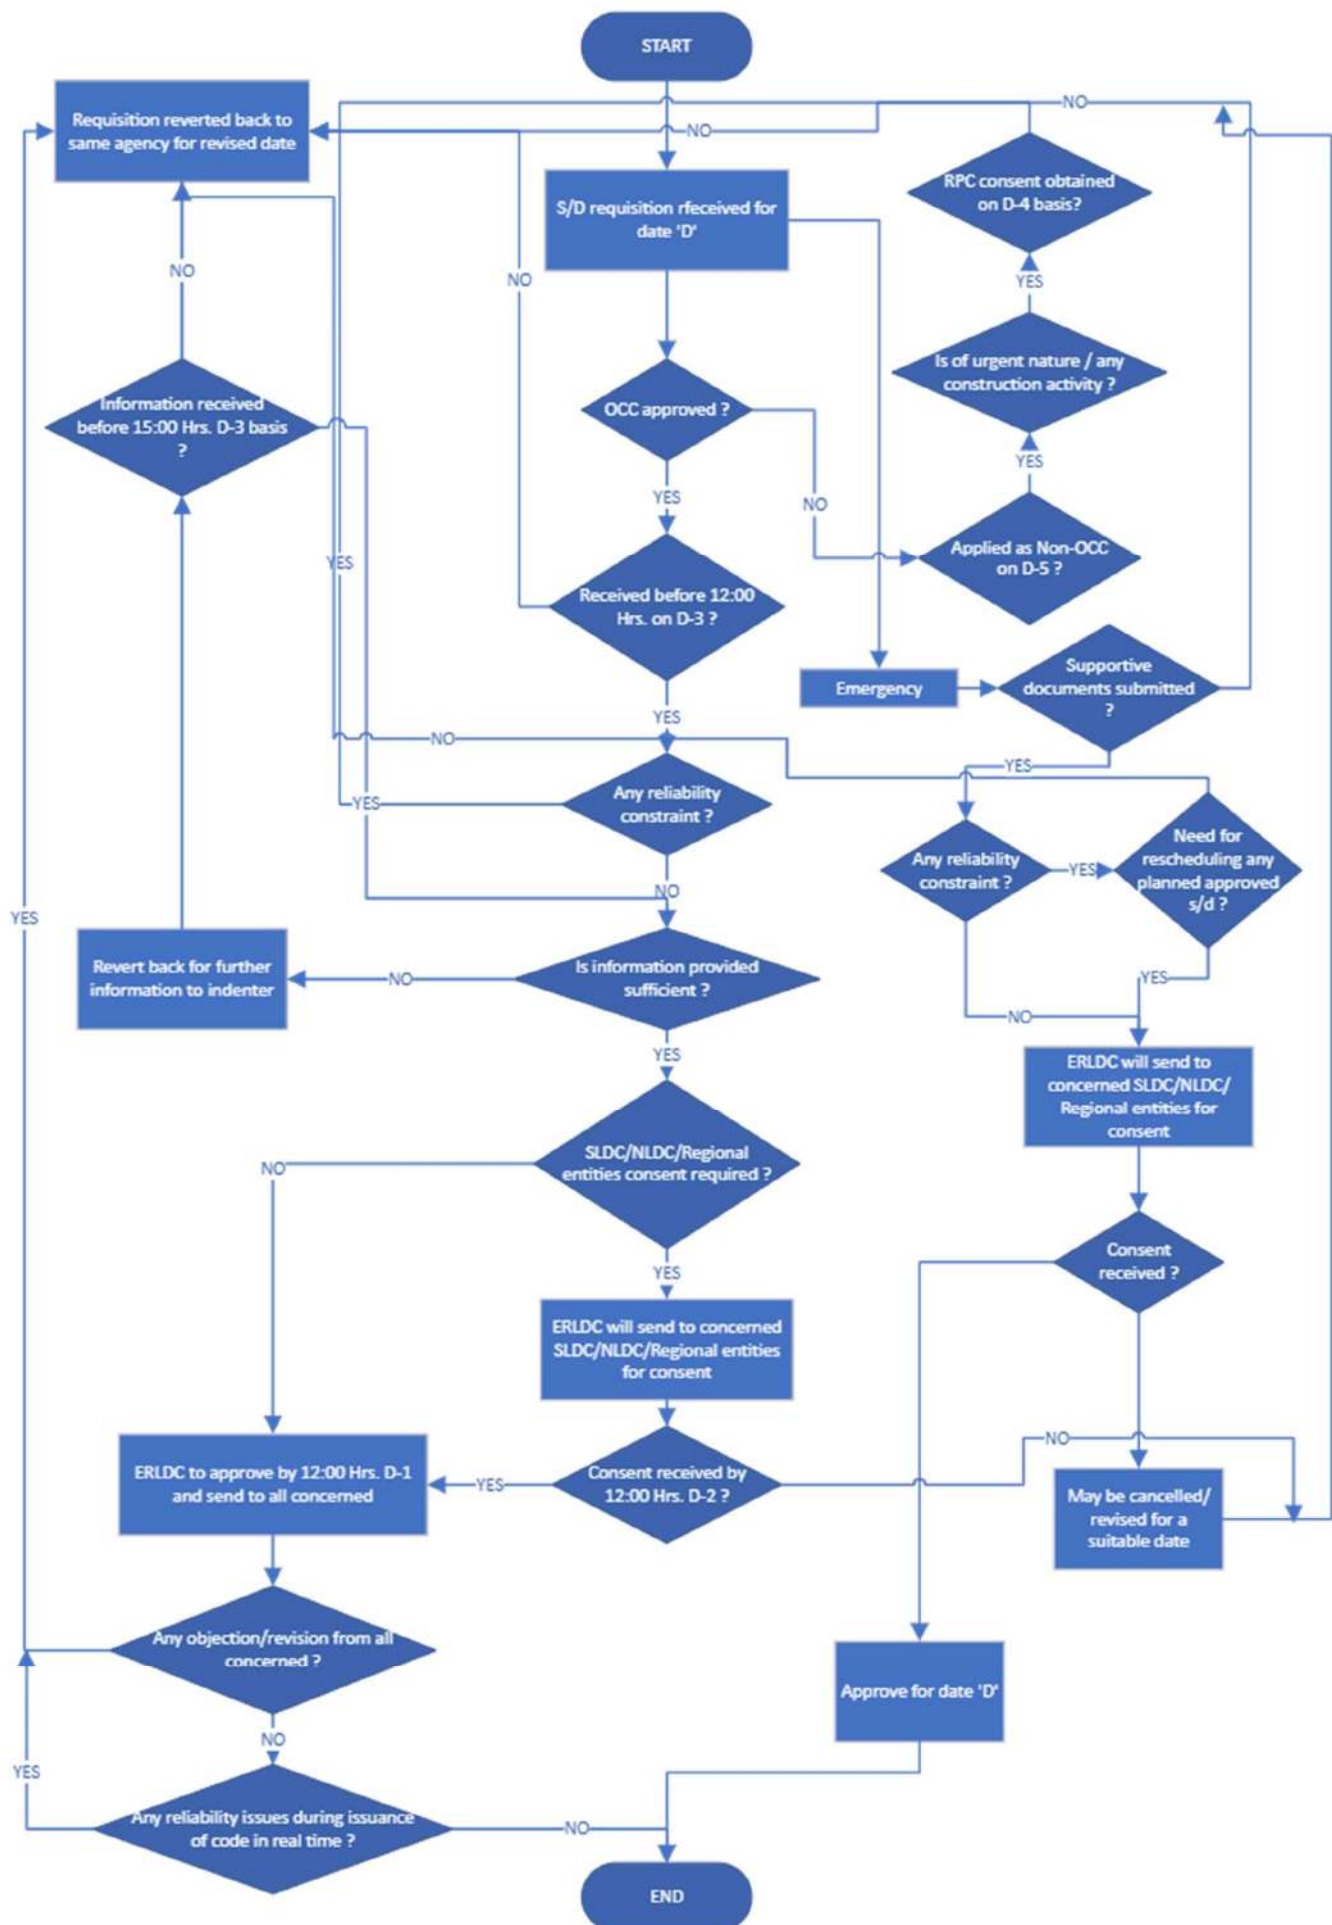 START
NO
Requisition reverted back to
same agency for revised date
NO
RPC consent obtained
on D-4 basis?
S/D requisition rfeceived for
date 'D'
NO
NO
YES
Is of urgent nature / any
construction activity ?
Information received
before 15:00 Hrs. D-3 basis
?
OCC approved ?
YES
YES
NO
Applied as Non-OCC
on D-5 ?
YES
Received before 12:00
Hrs. on D-3 ?
Supportive
documents submitted
?
Emergency
YES
NO
YES
Any reliability
constraint ?
YES
Need for
rescheduling any
planned approved
s/d ?
Any reliability
constraint ?
YES
NO
YES
Revert back for further
information to indenter
NO
Is information provided
sufficient ?
YES
NO
YES
ERLDC will send to
concerned SLDC/NLDC/
Regional entities for
consent
NO
SLDC/NLDC/Regional
entities consent required ?
YES
Consent
received ?
ERLDC will send to concerned
SLDC/NLDC/Regional entities
for consent
NO
ERLDC to approve by 12:00 Hrs. D-1
and send to all concerned
YES
Consent received by
12:00 Hrs. D-2 ?
May be cancelled/
revised for a
suitable date
Any objection/revision from all
concerned ?
Approve for date 'D'
NO
YES
Any reliability issues during issuance
of code in real time ?
NO
END